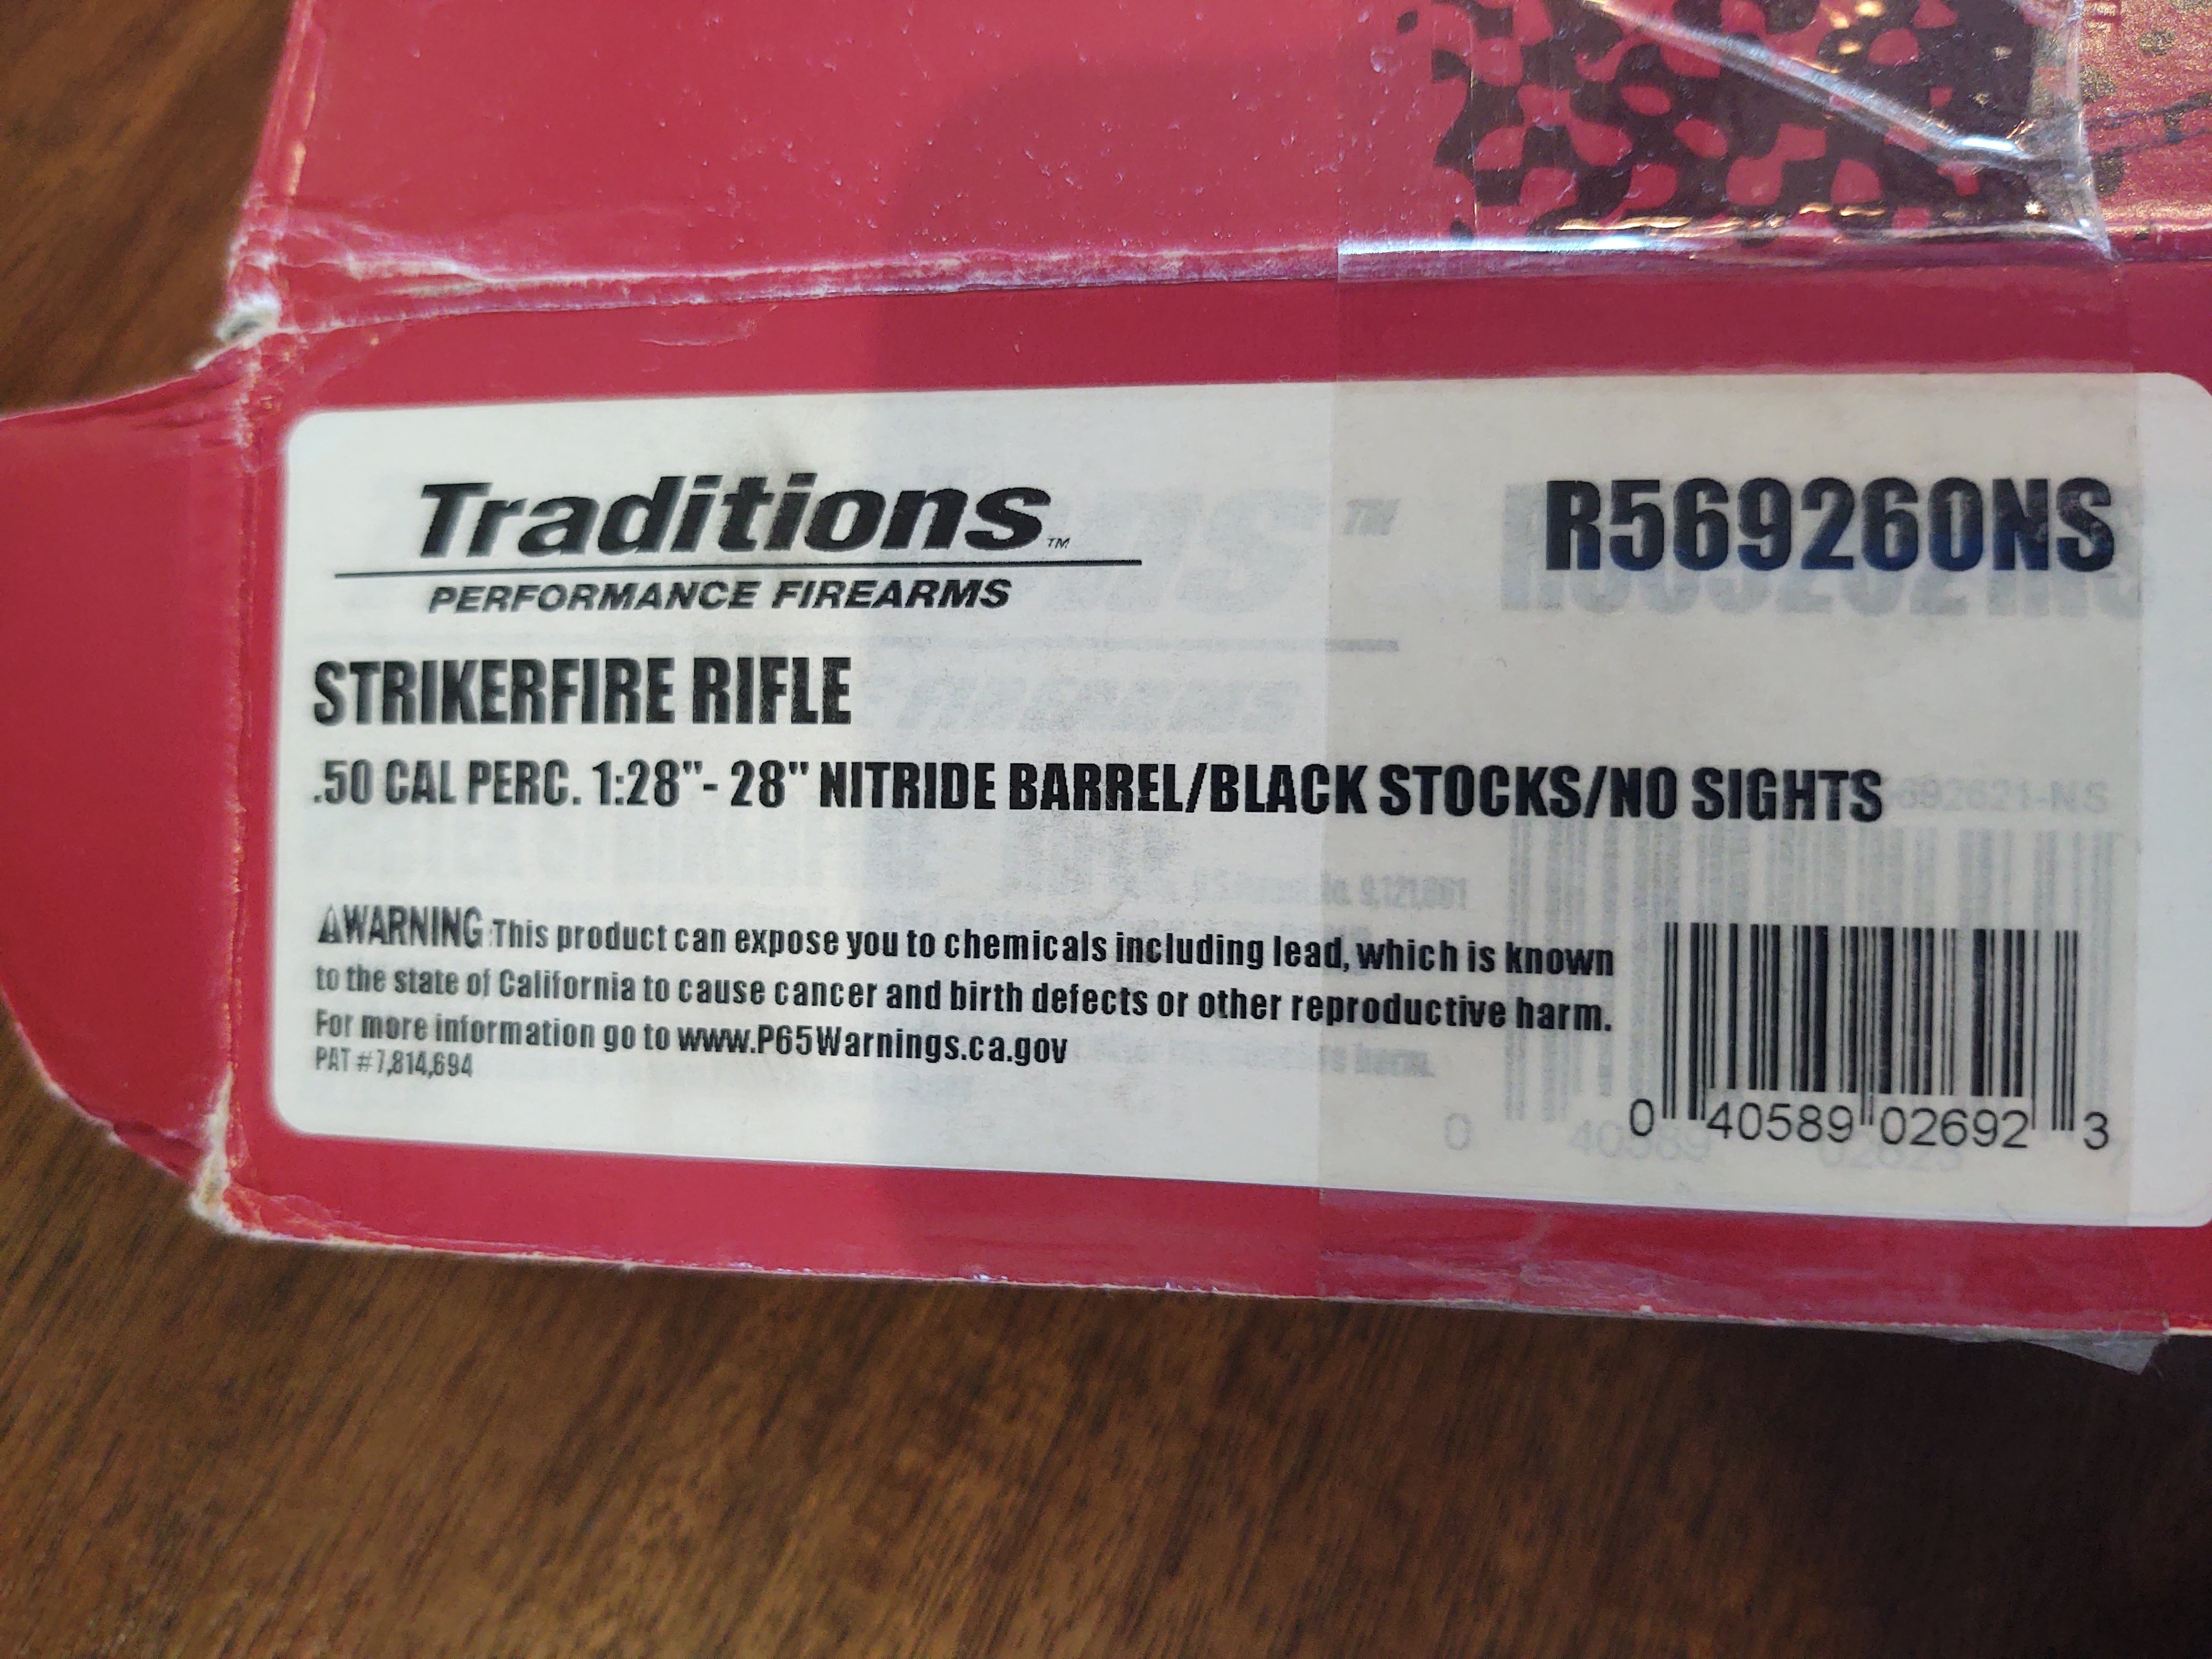 Traditions™
PERFORMANCE FIREARMS
R569260NS
STRIKERFIRE RIFLE
.50 CAL PERC. 1:28"- 28" NITRIDE BARREL/BLACK STOCKS/NO SIGHTS
⚠WARNING This product can expose you to chemicals including lead, which is known
to the state of California to cause cancer and birth defects or other reproductive harm.
For more information go to www.P65Warnings.ca.gov
PAT #7,814,694
0 40589 02692 3